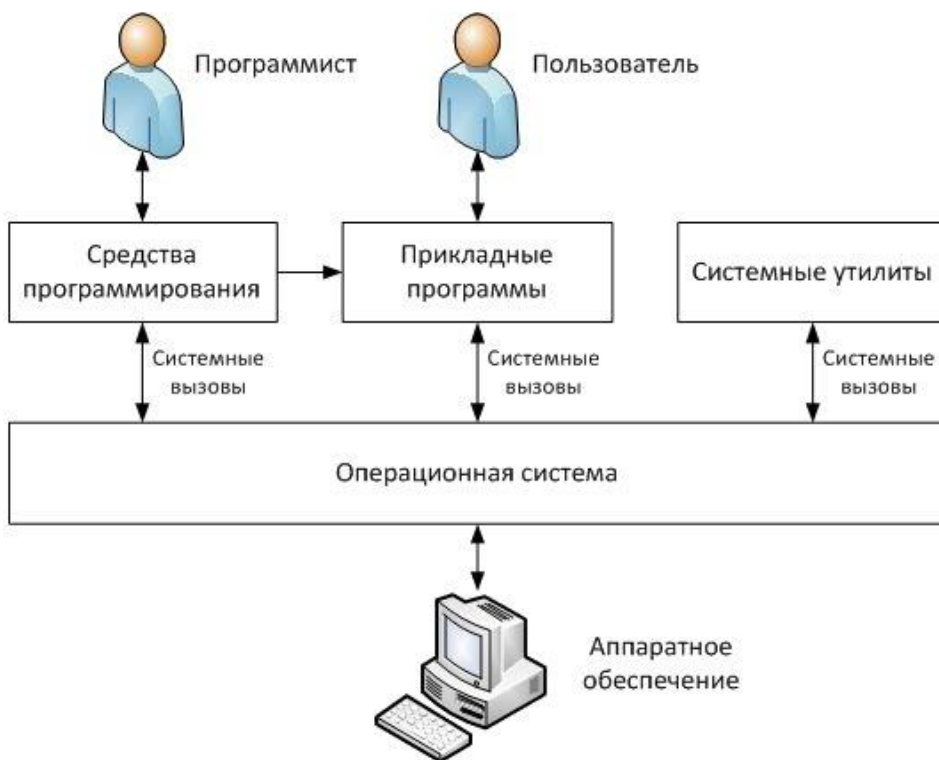 Программист
Пользователь
Средства
программирования
Прикладные
программы
Системные утилиты
Системные
вызовы
Системные
вызовы
Системные
вызовы
Операционная система
Аппаратное
обеспечение